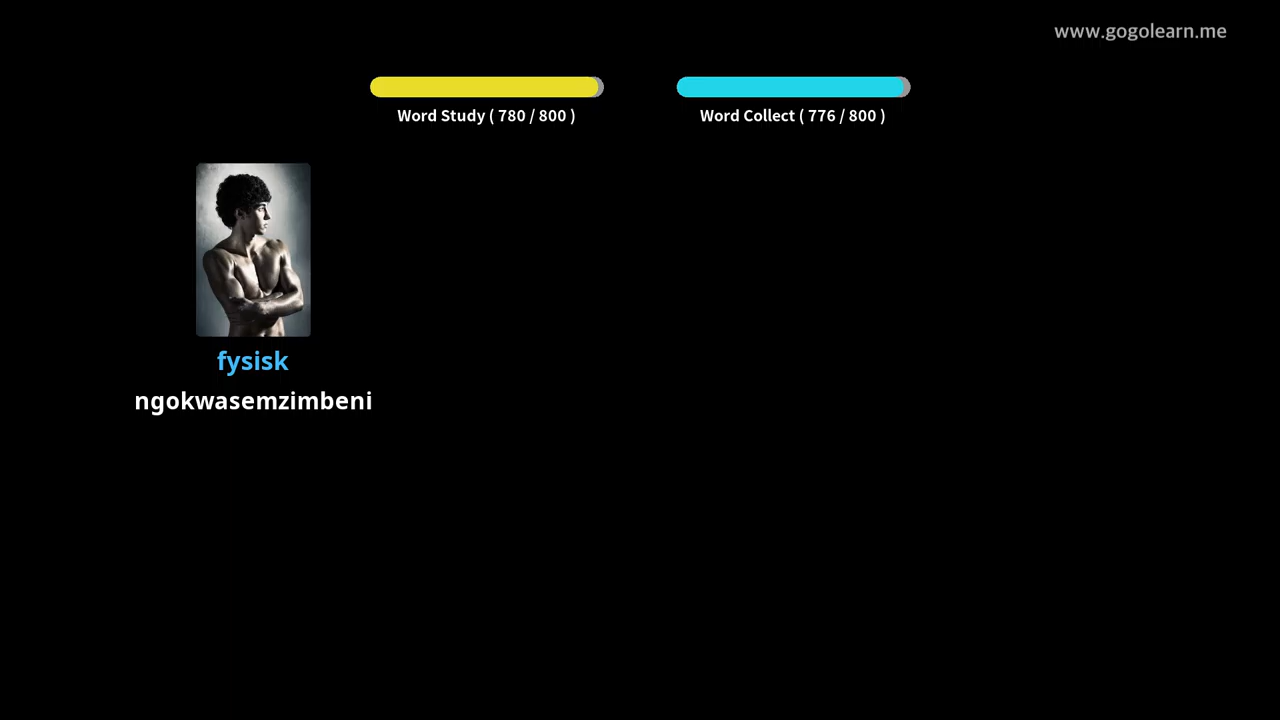 www.gogolearn.me
Word Study ( 780 / 800 )
Word Collect ( 776 / 800 )
fysisk
ngokwasemzimbeni